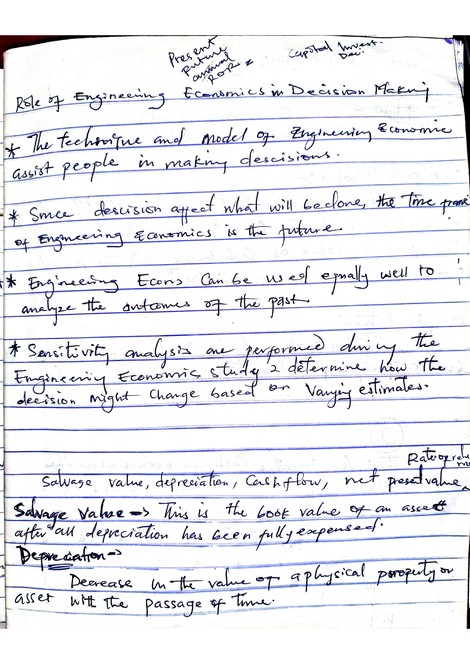 Present
Future
annual
ROR
Capital Invest.
Dec.
Role of Engineering Economics in Decision Making
* The technique and model of Engineering Economic
assist people in making descisions.
* Since descision affect what will be done, the Time frame
of Engineering Economics is the future
* Engineering Econs Can be used equally well to
analyze the outcomes of the past
* Sensitivity analysis are performed during the
Engineering Economics study 2 determine how the
decision might Change based on Varying estimates.
Rate of
Salvage value, depreciation, Cashflow, net present value
Salvage Value → This is the book value of an asset
after all depreciation has been fully expensed.
Depreciation →
Decrease in the value of a physical poroperty or
asset with the passage of time.